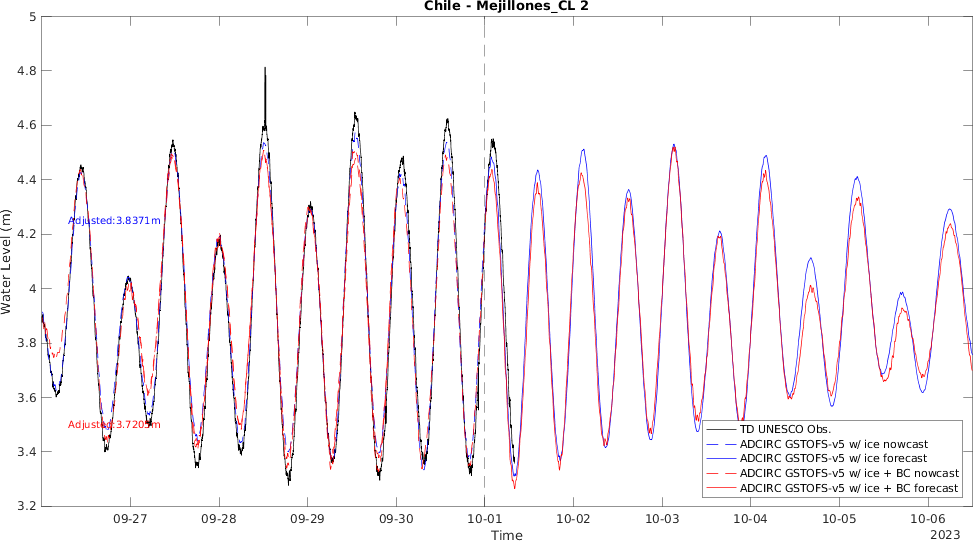 Chile - Mejillones_CL 2
Water Level (m)
5
4.8
4.6
4.4
4.2
4
3.8
3.6
3.4
3.2
Adjusted:3.8371m
Adjusted:3.7205m
TD UNESCO Obs.
ADCIRC GSTOFS-v5 w/ ice nowcast
ADCIRC GSTOFS-v5 w/ ice forecast
ADCIRC GSTOFS-v5 w/ ice + BC nowcast
ADCIRC GSTOFS-v5 w/ ice + BC forecast
09-27 09-28 09-29 09-30 10-01 10-02 10-03 10-04 10-05 10-06
2023
Time